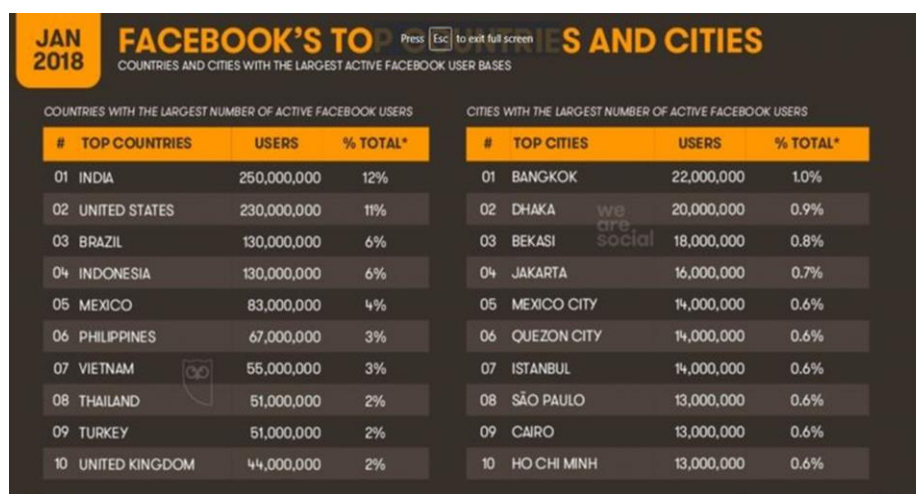 JAN
2018
FACEBOOK'S TOP COUNTRIES AND CITIES
Press Esc to exit full screen
COUNTRIES AND CITIES WITH THE LARGEST ACTIVE FACEBOOK USER BASES
COUNTRIES WITH THE LARGEST NUMBER OF ACTIVE FACEBOOK USERS
# TOP COUNTRIES USERS % TOTAL*
01 INDIA 250,000,000 12%
02 UNITED STATES 230,000,000 11%
03 BRAZIL 130,000,000 6%
04 INDONESIA 130,000,000 6%
05 MEXICO 83,000,000 4%
06 PHILIPPINES 67,000,000 3%
07 VIETNAM 55,000,000 3%
08 THAILAND 51,000,000 2%
09 TURKEY 51,000,000 2%
10 UNITED KINGDOM 44,000,000 2%
CITIES WITH THE LARGEST NUMBER OF ACTIVE FACEBOOK USERS
# TOP CITIES USERS % TOTAL*
01 BANGKOK 22,000,000 1.0%
02 DHAKA 20,000,000 0.9%
03 BEKASI 18,000,000 0.8%
04 JAKARTA 16,000,000 0.7%
05 MEXICO CITY 14,000,000 0.6%
06 QUEZON CITY 14,000,000 0.6%
07 ISTANBUL 14,000,000 0.6%
08 SÃO PAULO 13,000,000 0.6%
09 CAIRO 13,000,000 0.6%
10 HO CHI MINH 13,000,000 0.6%
we
are
social